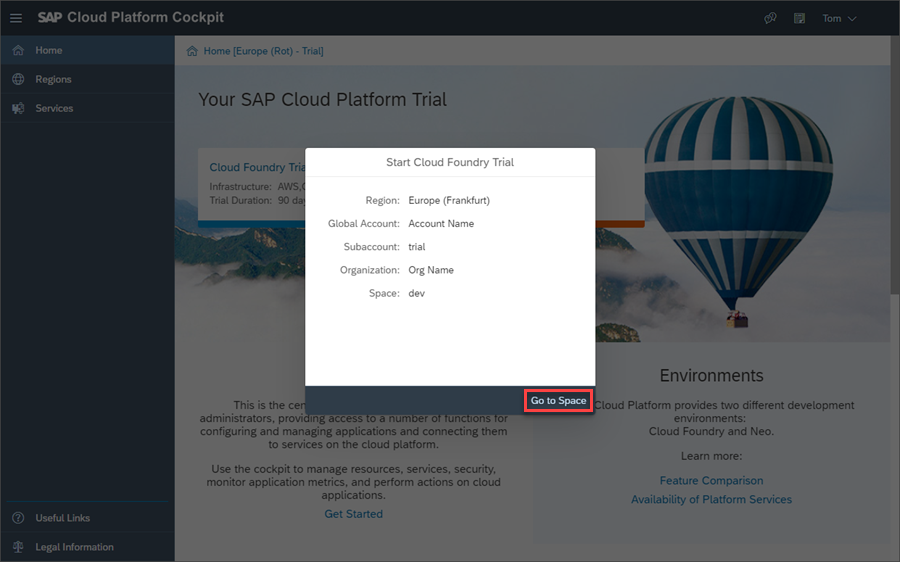 SAP Cloud Platform Cockpit
Tom
Home
Regions
Services
Useful Links
Legal Information
Home [Europe (Rot) - Trial]
Your SAP Cloud Platform Trial
Cloud Foundry Tria
Infrastructure: AWS,
Trial Duration: 90 day
Start Cloud Foundry Trial
Region: Europe (Frankfurt)
Global Account: Account Name
Subaccount: trial
Organization: Org Name
Space: dev
Go to Space
This is the cen
administrators, providing access to a number of functions for
configuring and managing applications and connecting them
to services on the cloud platform.
Use the cockpit to manage resources, services, security,
monitor application metrics, and perform actions on cloud
applications.
Get Started
Environments
Cloud Platform provides two different development
environments:
Cloud Foundry and Neo.
Learn more:
Feature Comparison
Availability of Platform Services